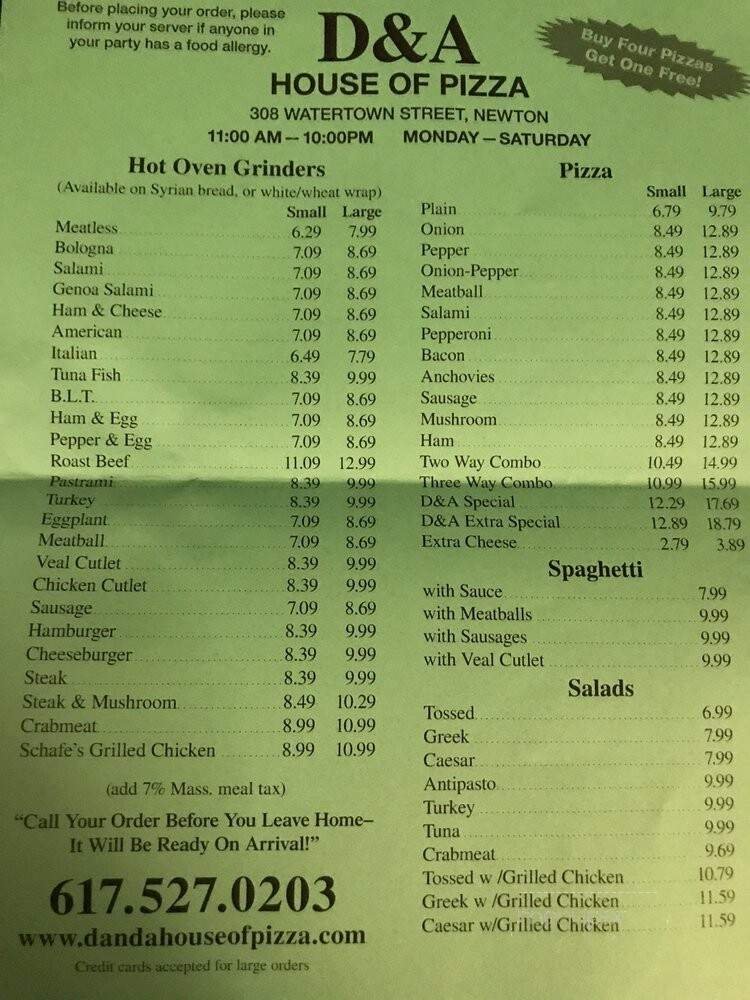 Before placing your order, please
inform your server if anyone in
your party has a food allergy.
D&A
HOUSE OF PIZZA
308 WATERTOWN STREET, NEWTON
11:00 AM – 10:00PM MONDAY – SATURDAY
Buy Four Pizzas
Get One Free!
Hot Oven Grinders
(Available on Syrian bread, or white/wheat wrap)
Small Large
Meatless 6.29 7.99
Bologna 7.09 8.69
Salami 7.09 8.69
Genoa Salami 7.09 8.69
Ham & Cheese 7.09 8.69
American 7.09 8.69
Italian 6.49 7.79
Tuna Fish 8.39 9.99
B.L.T. 7.09 8.69
Ham & Egg 7.09 8.69
Pepper & Egg 7.09 8.69
Roast Beef 11.09 12.99
Pastrami 8.39 9.99
Turkey 8.39 9.99
Eggplant 7.09 8.69
Meatball 7.09 8.69
Veal Cutlet 8.39 9.99
Chicken Cutlet 8.39 9.99
Sausage 7.09 8.69
Hamburger 8.39 9.99
Cheeseburger 8.39 9.99
Steak 8.39 9.99
Steak & Mushroom 8.49 10.29
Crabmeat 8.99 10.99
Schafe's Grilled Chicken 8.99 10.99
(add 7% Mass. meal tax)
"Call Your Order Before You Leave Home–
It Will Be Ready On Arrival!"
617.527.0203
www.dandahouseofpizza.com
Credit cards accepted for large orders
Pizza
Small Large
Plain 6.79 9.79
Onion 8.49 12.89
Pepper 8.49 12.89
Onion-Pepper 8.49 12.89
Meatball 8.49 12.89
Salami 8.49 12.89
Pepperoni 8.49 12.89
Bacon 8.49 12.89
Anchovies 8.49 12.89
Sausage 8.49 12.89
Mushroom 8.49 12.89
Ham 8.49 12.89
Two Way Combo 10.49 14.99
Three Way Combo 10.99 15.99
D&A Special 12.29 17.69
D&A Extra Special 12.89 18.79
Extra Cheese 2.79 3.89
Spaghetti
with Sauce 7.99
with Meatballs 9.99
with Sausages 9.99
with Veal Cutlet 9.99
Salads
Tossed 6.99
Greek 7.99
Caesar 7.99
Antipasto 9.99
Turkey 9.99
Tuna 9.99
Crabmeat 9.69
Tossed w /Grilled Chicken 10.79
Greek w /Grilled Chicken 11.59
Caesar w/Grilled Chicken 11.59